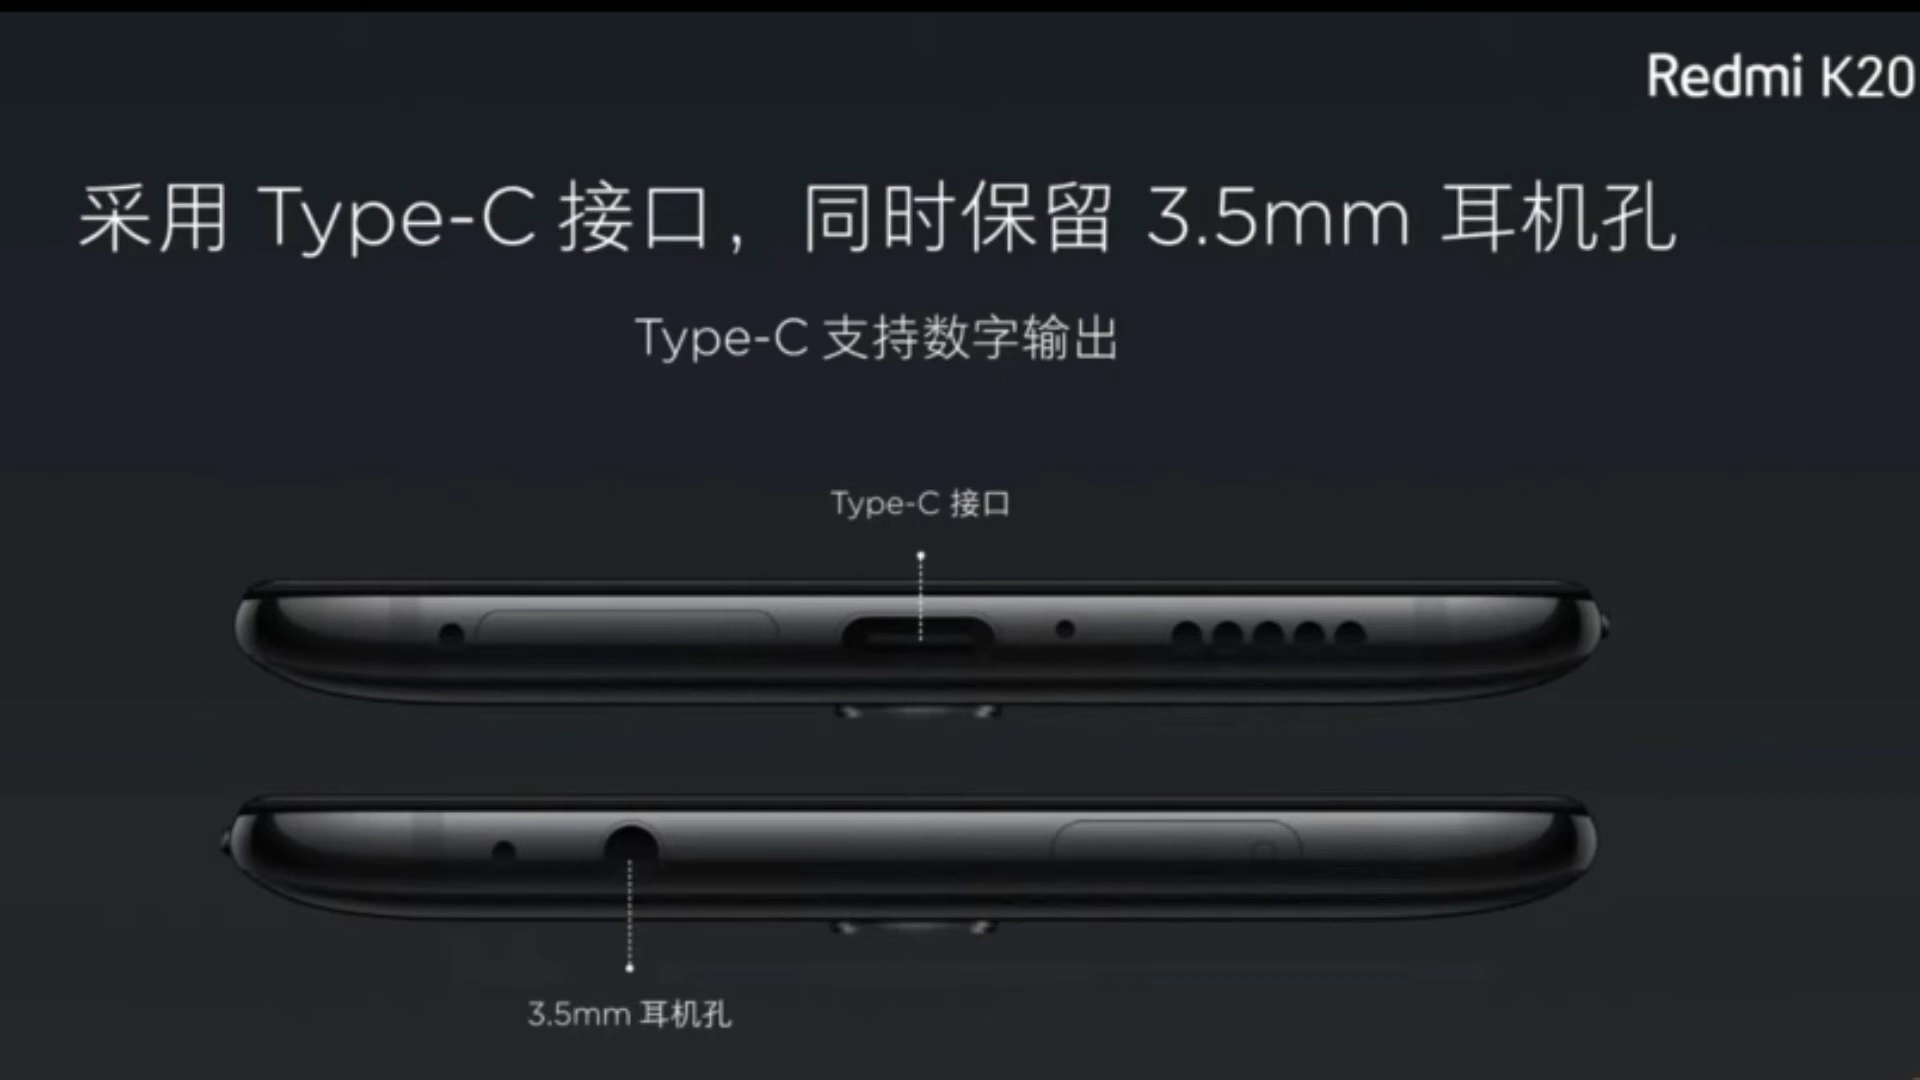 Redmi K20
采用 Type-C 接口，同时保留 3.5mm 耳机孔
Type-C 支持数字输出
Type-C 接口
3.5mm 耳机孔